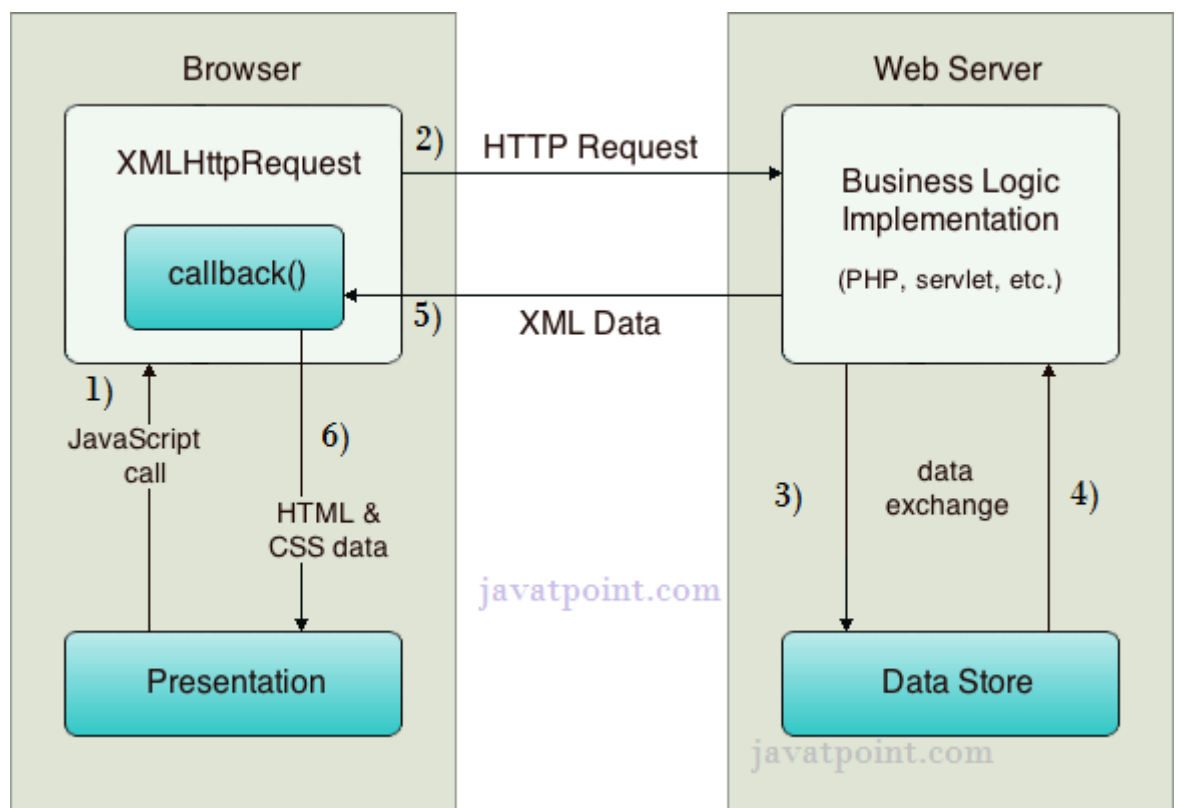 Browser
Web Server
XMLHttpRequest
2)
HTTP Request
Business Logic
Implementation
(PHP, servlet, etc.)
callback()
5)
XML Data
1)
JavaScript
call
6)
HTML &
CSS data
3)
data
exchange
4)
javatpoint.com
Presentation
Data Store
javatpoint.com